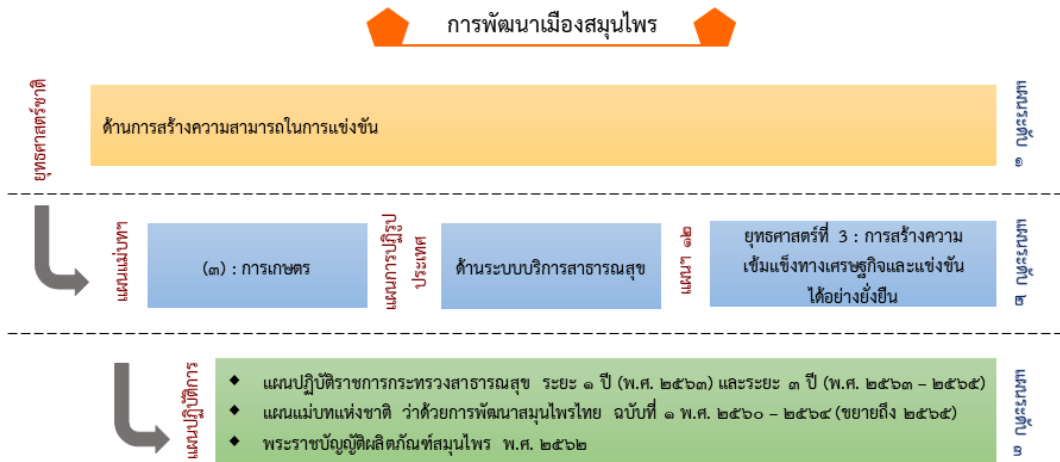 การพัฒนาเมืองสมุนไพร
ยุทธศาสตร์ชาติ
ด้านการสร้างความสามารถในการแข่งขัน
แผนระดับ ๑
แผนแม่บทฯ
(๓) : การเกษตร
แผนการปฏิรูป
ประเทศ
ด้านระบบบริการสาธารณสุข
แผนฯ ๑๒
ยุทธศาสตร์ที่ 3 : การสร้างความ
เข้มแข็งทางเศรษฐกิจและแข่งขัน
ได้อย่างยั่งยืน
แผนระดับ ๒
แผนปฏิบัติการ
◆ แผนปฏิบัติราชการกระทรวงสาธารณสุข ระยะ ๑ ปี (พ.ศ. ๒๕๖๓) และระยะ ๓ ปี (พ.ศ. ๒๕๖๓ – ๒๕๖๕)
◆ แผนแม่บทแห่งชาติ ว่าด้วยการพัฒนาสมุนไพรไทย ฉบับที่ ๑ พ.ศ. ๒๕๖๐ – ๒๕๖๔ (ขยายถึง ๒๕๖๕)
◆ พระราชบัญญัติผลิตภัณฑ์สมุนไพร พ.ศ. ๒๕๖๒
แผนระดับ ๓